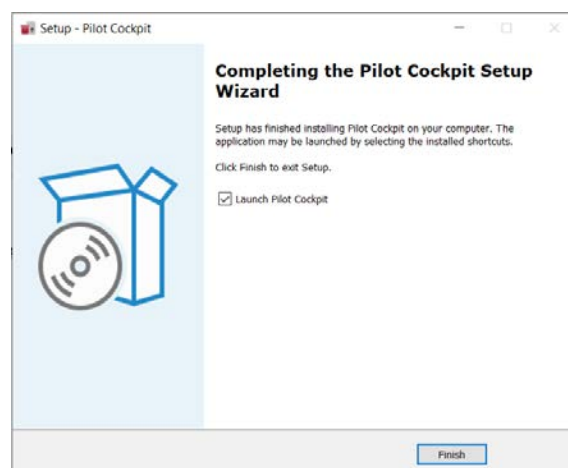 Setup - Pilot Cockpit
Completing the Pilot Cockpit Setup
Wizard
Setup has finished installing Pilot Cockpit on your computer. The
application may be launched by selecting the installed shortcuts.
Click Finish to exit Setup.
Launch Pilot Cockpit
Finish